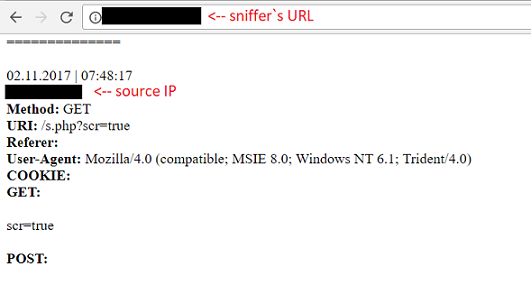 <-- sniffer`s URL
==============
02.11.2017 | 07:48:17
<-- source IP
Method: GET
URI: /s.php?scr=true
Referer:
User-Agent: Mozilla/4.0 (compatible; MSIE 8.0; Windows NT 6.1; Trident/4.0)
COOKIE:
GET:
scr=true
POST: